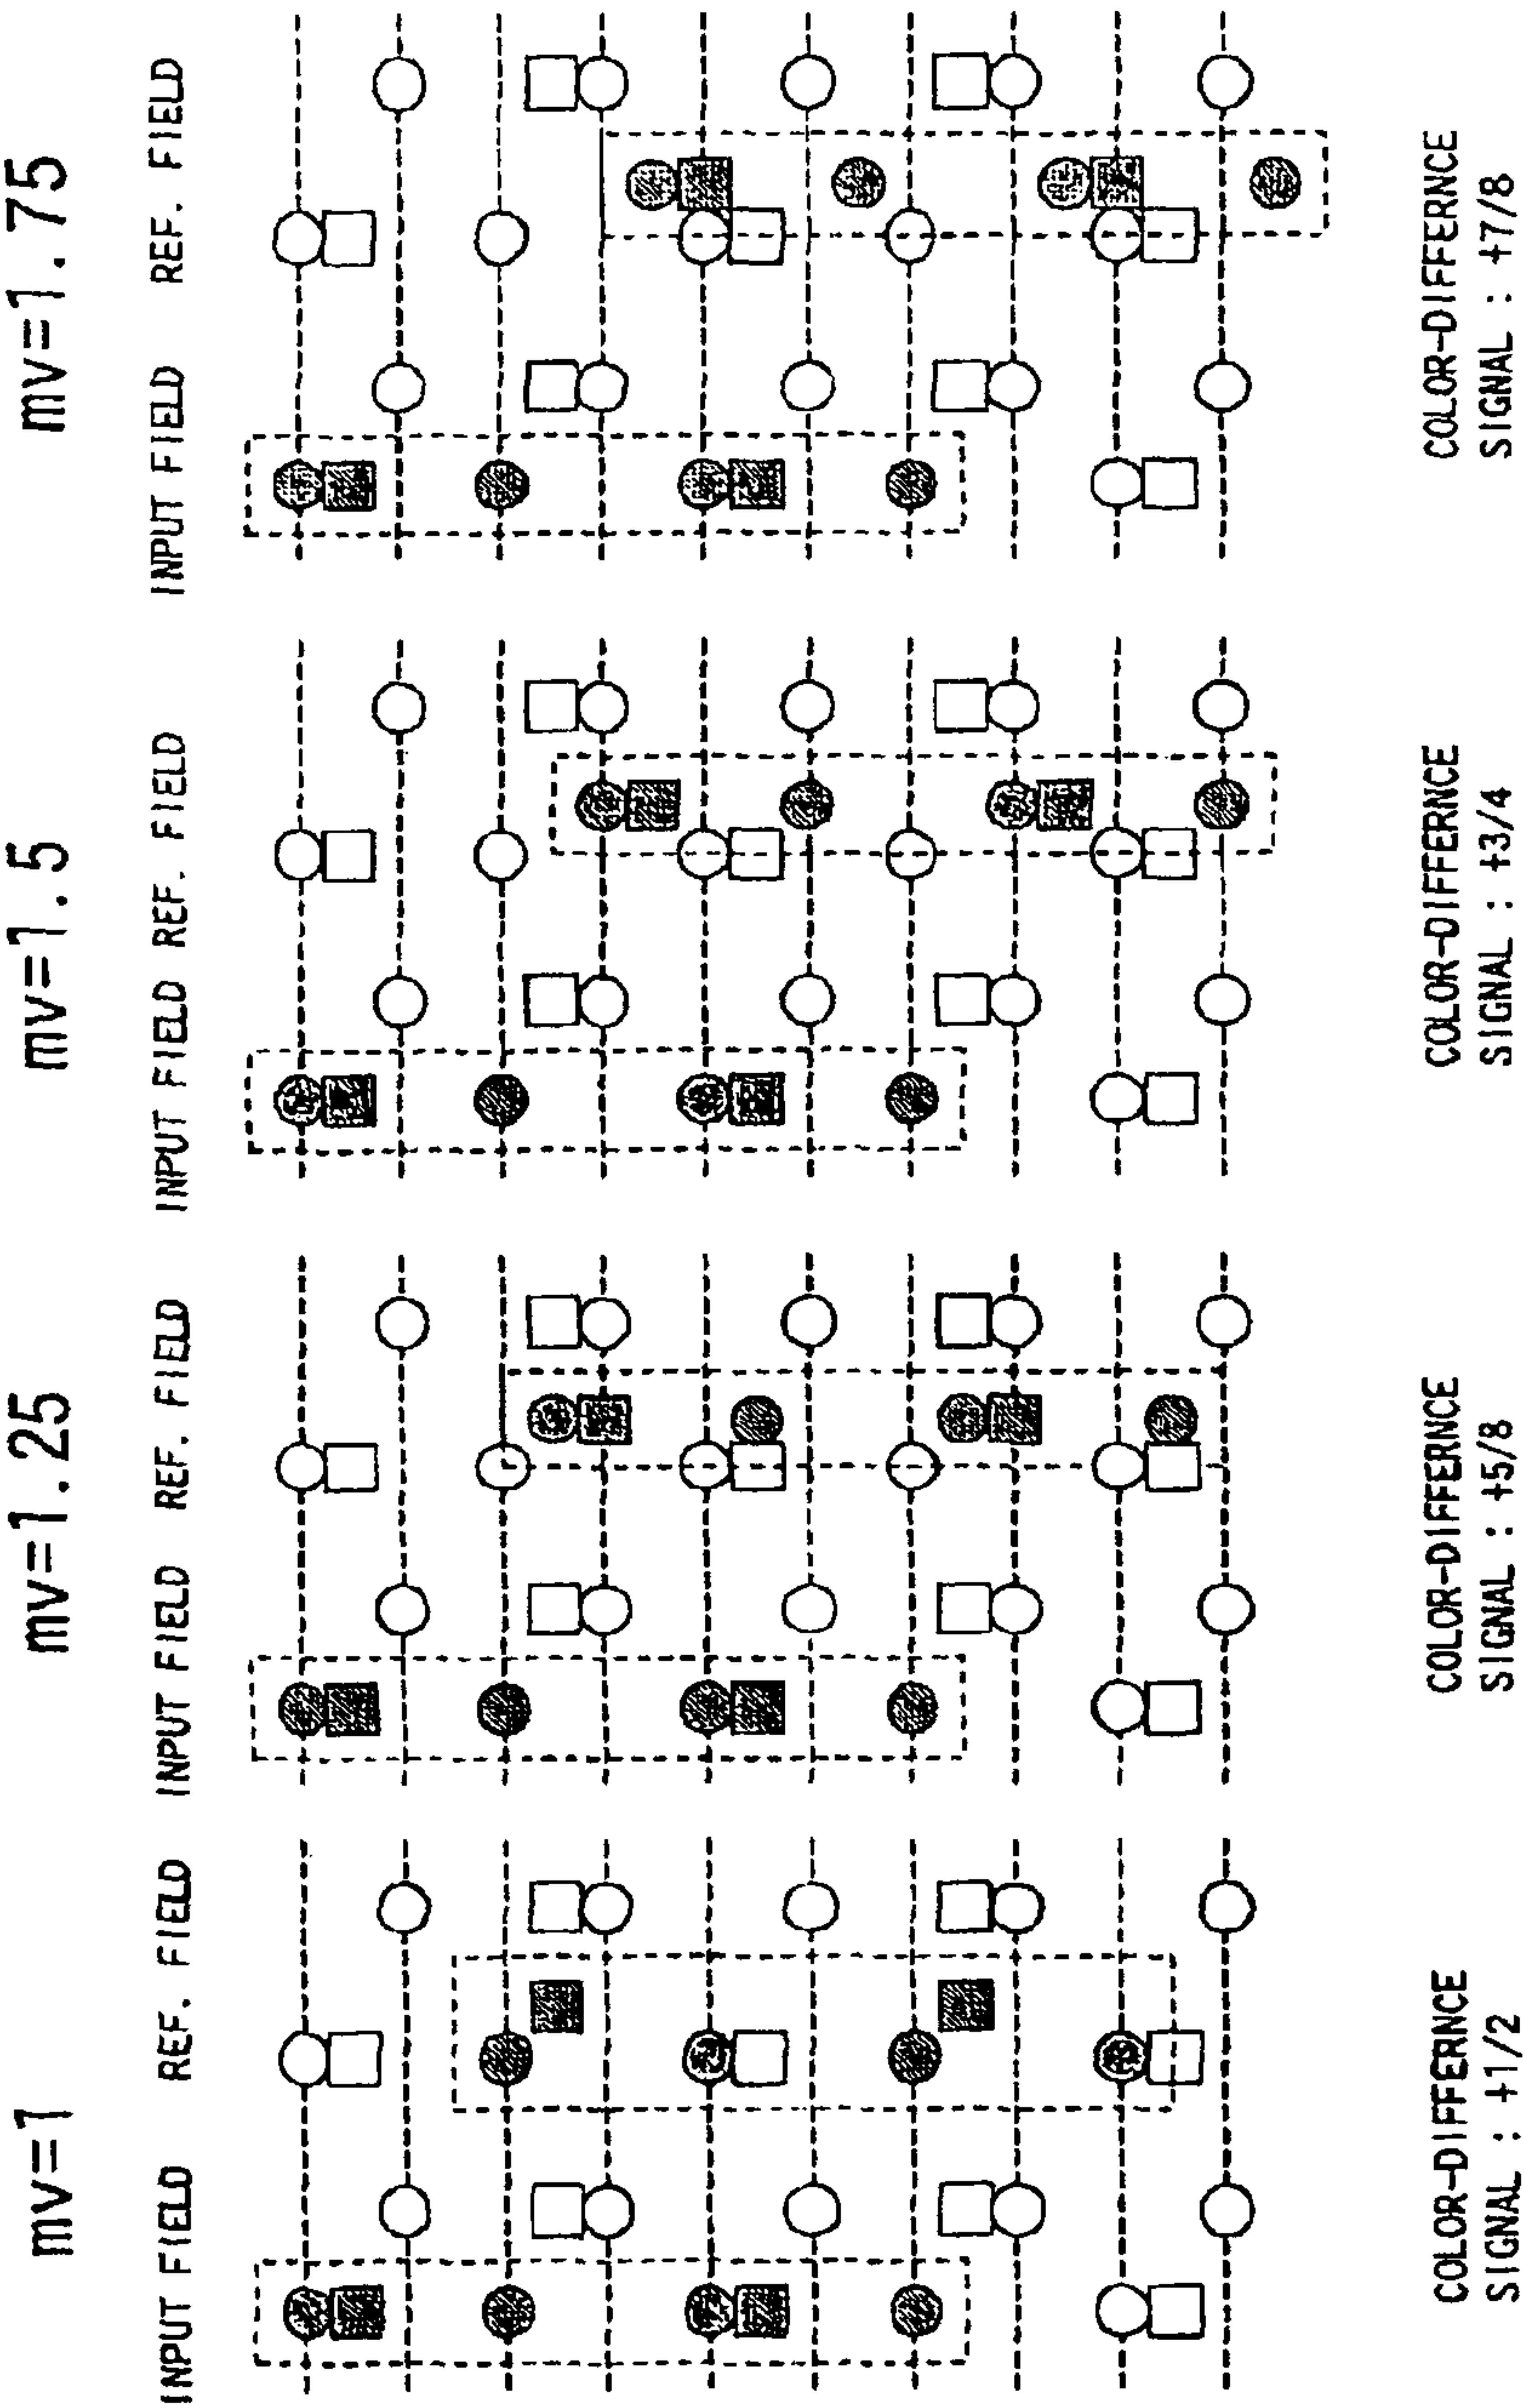 mv=1
mv=1.25
mv=1.5
mv=1.75
INPUT FIELD REF. FIELD INPUT FIELD REF. FIELD INPUT FIELD REF. FIELD INPUT FIELD REF. FIELD
COLOR-DIFFERNCE
SIGNAL : +1/2
COLOR-DIFFERNCE
SIGNAL : +5/8
COLOR-DIFFERNCE
SIGNAL : +3/4
COLOR-DIFFERNCE
SIGNAL : +7/8